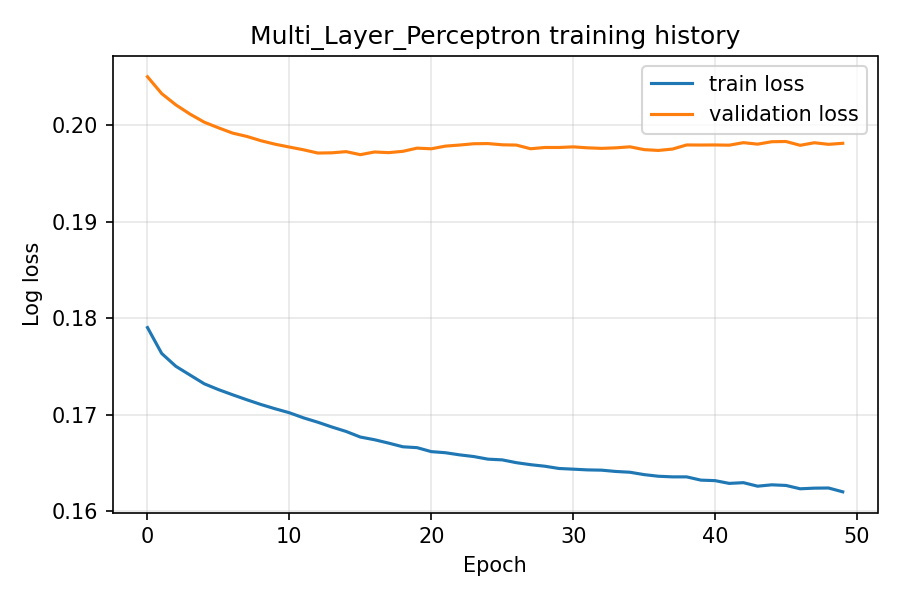 Multi_Layer_Perceptron training history
train loss
validation loss
Log loss
0.20
0.19
0.18
0.17
0.16
0 10 20 30 40 50
Epoch